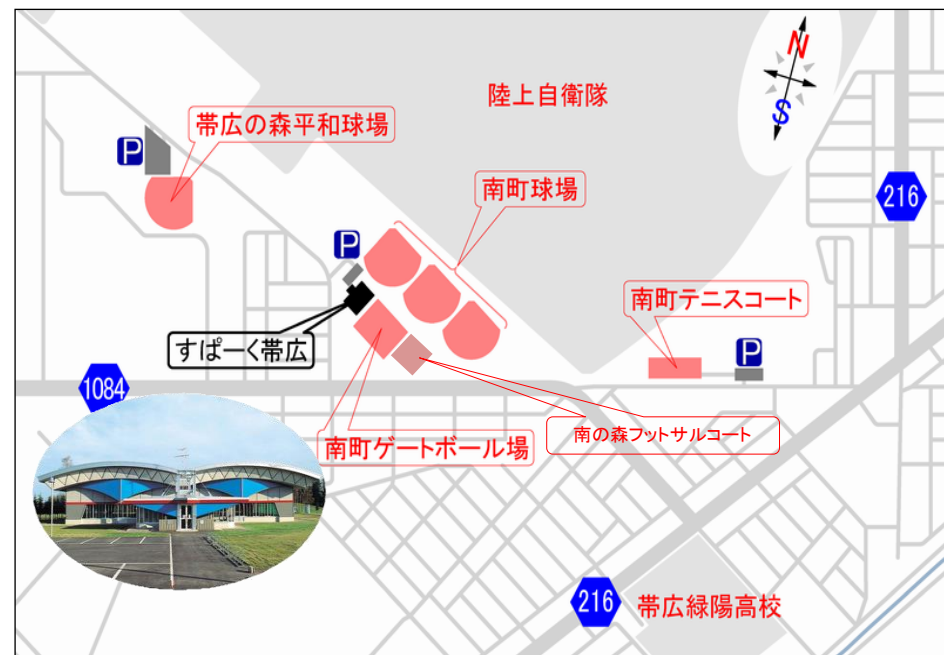 陸上自衛隊
N
S
帯広の森平和球場
P
南町球場
216
P
南町テニスコート
すぱーく帯広
P
1084
南町ゲートボール場
南の森フットサルコート
216
帯広緑陽高校